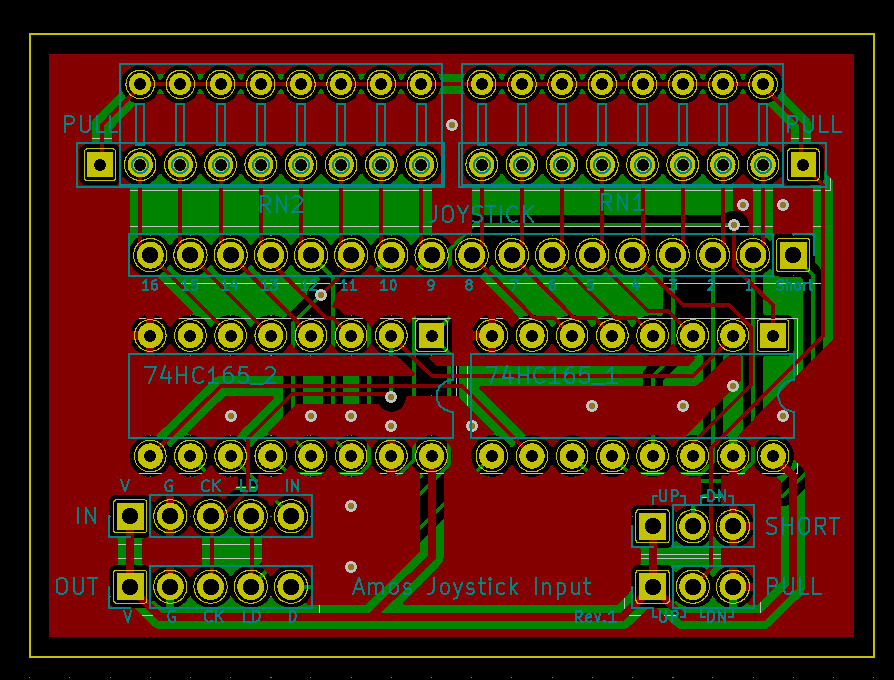 PULL PULL
RN2 JOYSTICK RN1
16 15 14 13 12 11 10 9 8 7 6 5 4 3 2 1 Short
74HC165_2 74HC165_1
V G CK LD IN
UP DN
IN SHORT
OUT Amos Joystick Input PULL
V G CK LD D Rev.1 UP DN